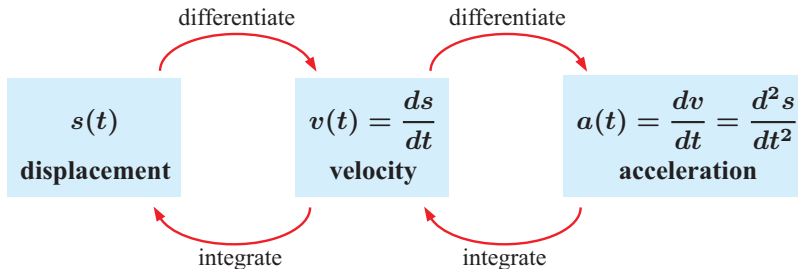 differentiate differentiate
s(t) v(t) = ds/dt a(t) = dv/dt = d²s/dt²
displacement velocity acceleration
integrate integrate